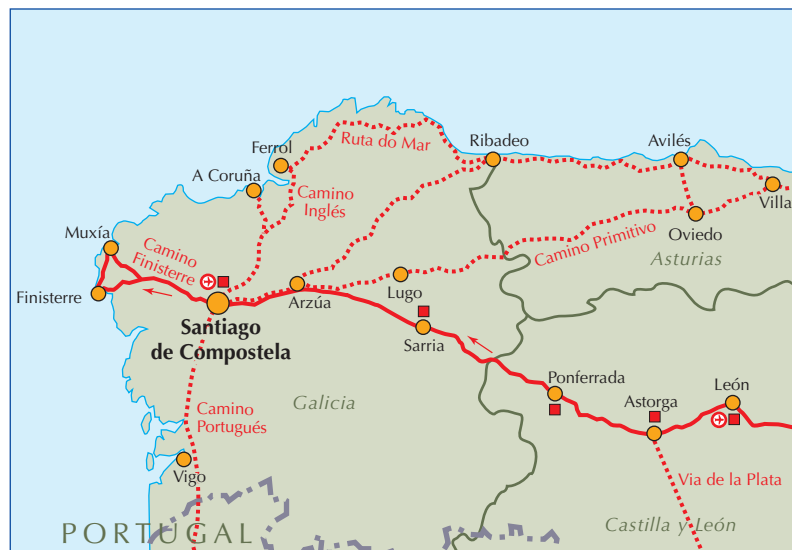 Ferrol
Ruta do Mar
Ribadeo
Avilés
A Coruña
Camino
Inglés
Villa
Muxía
Camino
Finisterre
Camino Primitivo
Oviedo
Asturias
Finisterre
Arzúa
Lugo
Santiago
de Compostela
Sarria
Ponferrada
León
Galicia
Astorga
Camino
Portugués
Vigo
Via de la Plata
PORTUGAL
Castilla y León